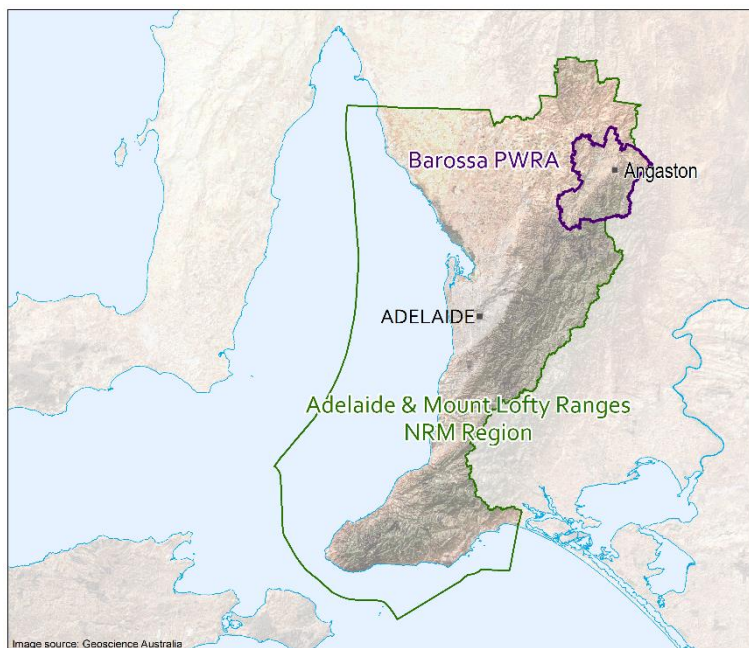 Barossa PWRA
Angaston
ADELAIDE
Adelaide & Mount Lofty Ranges
NRM Region
Image source: Geoscience Australia